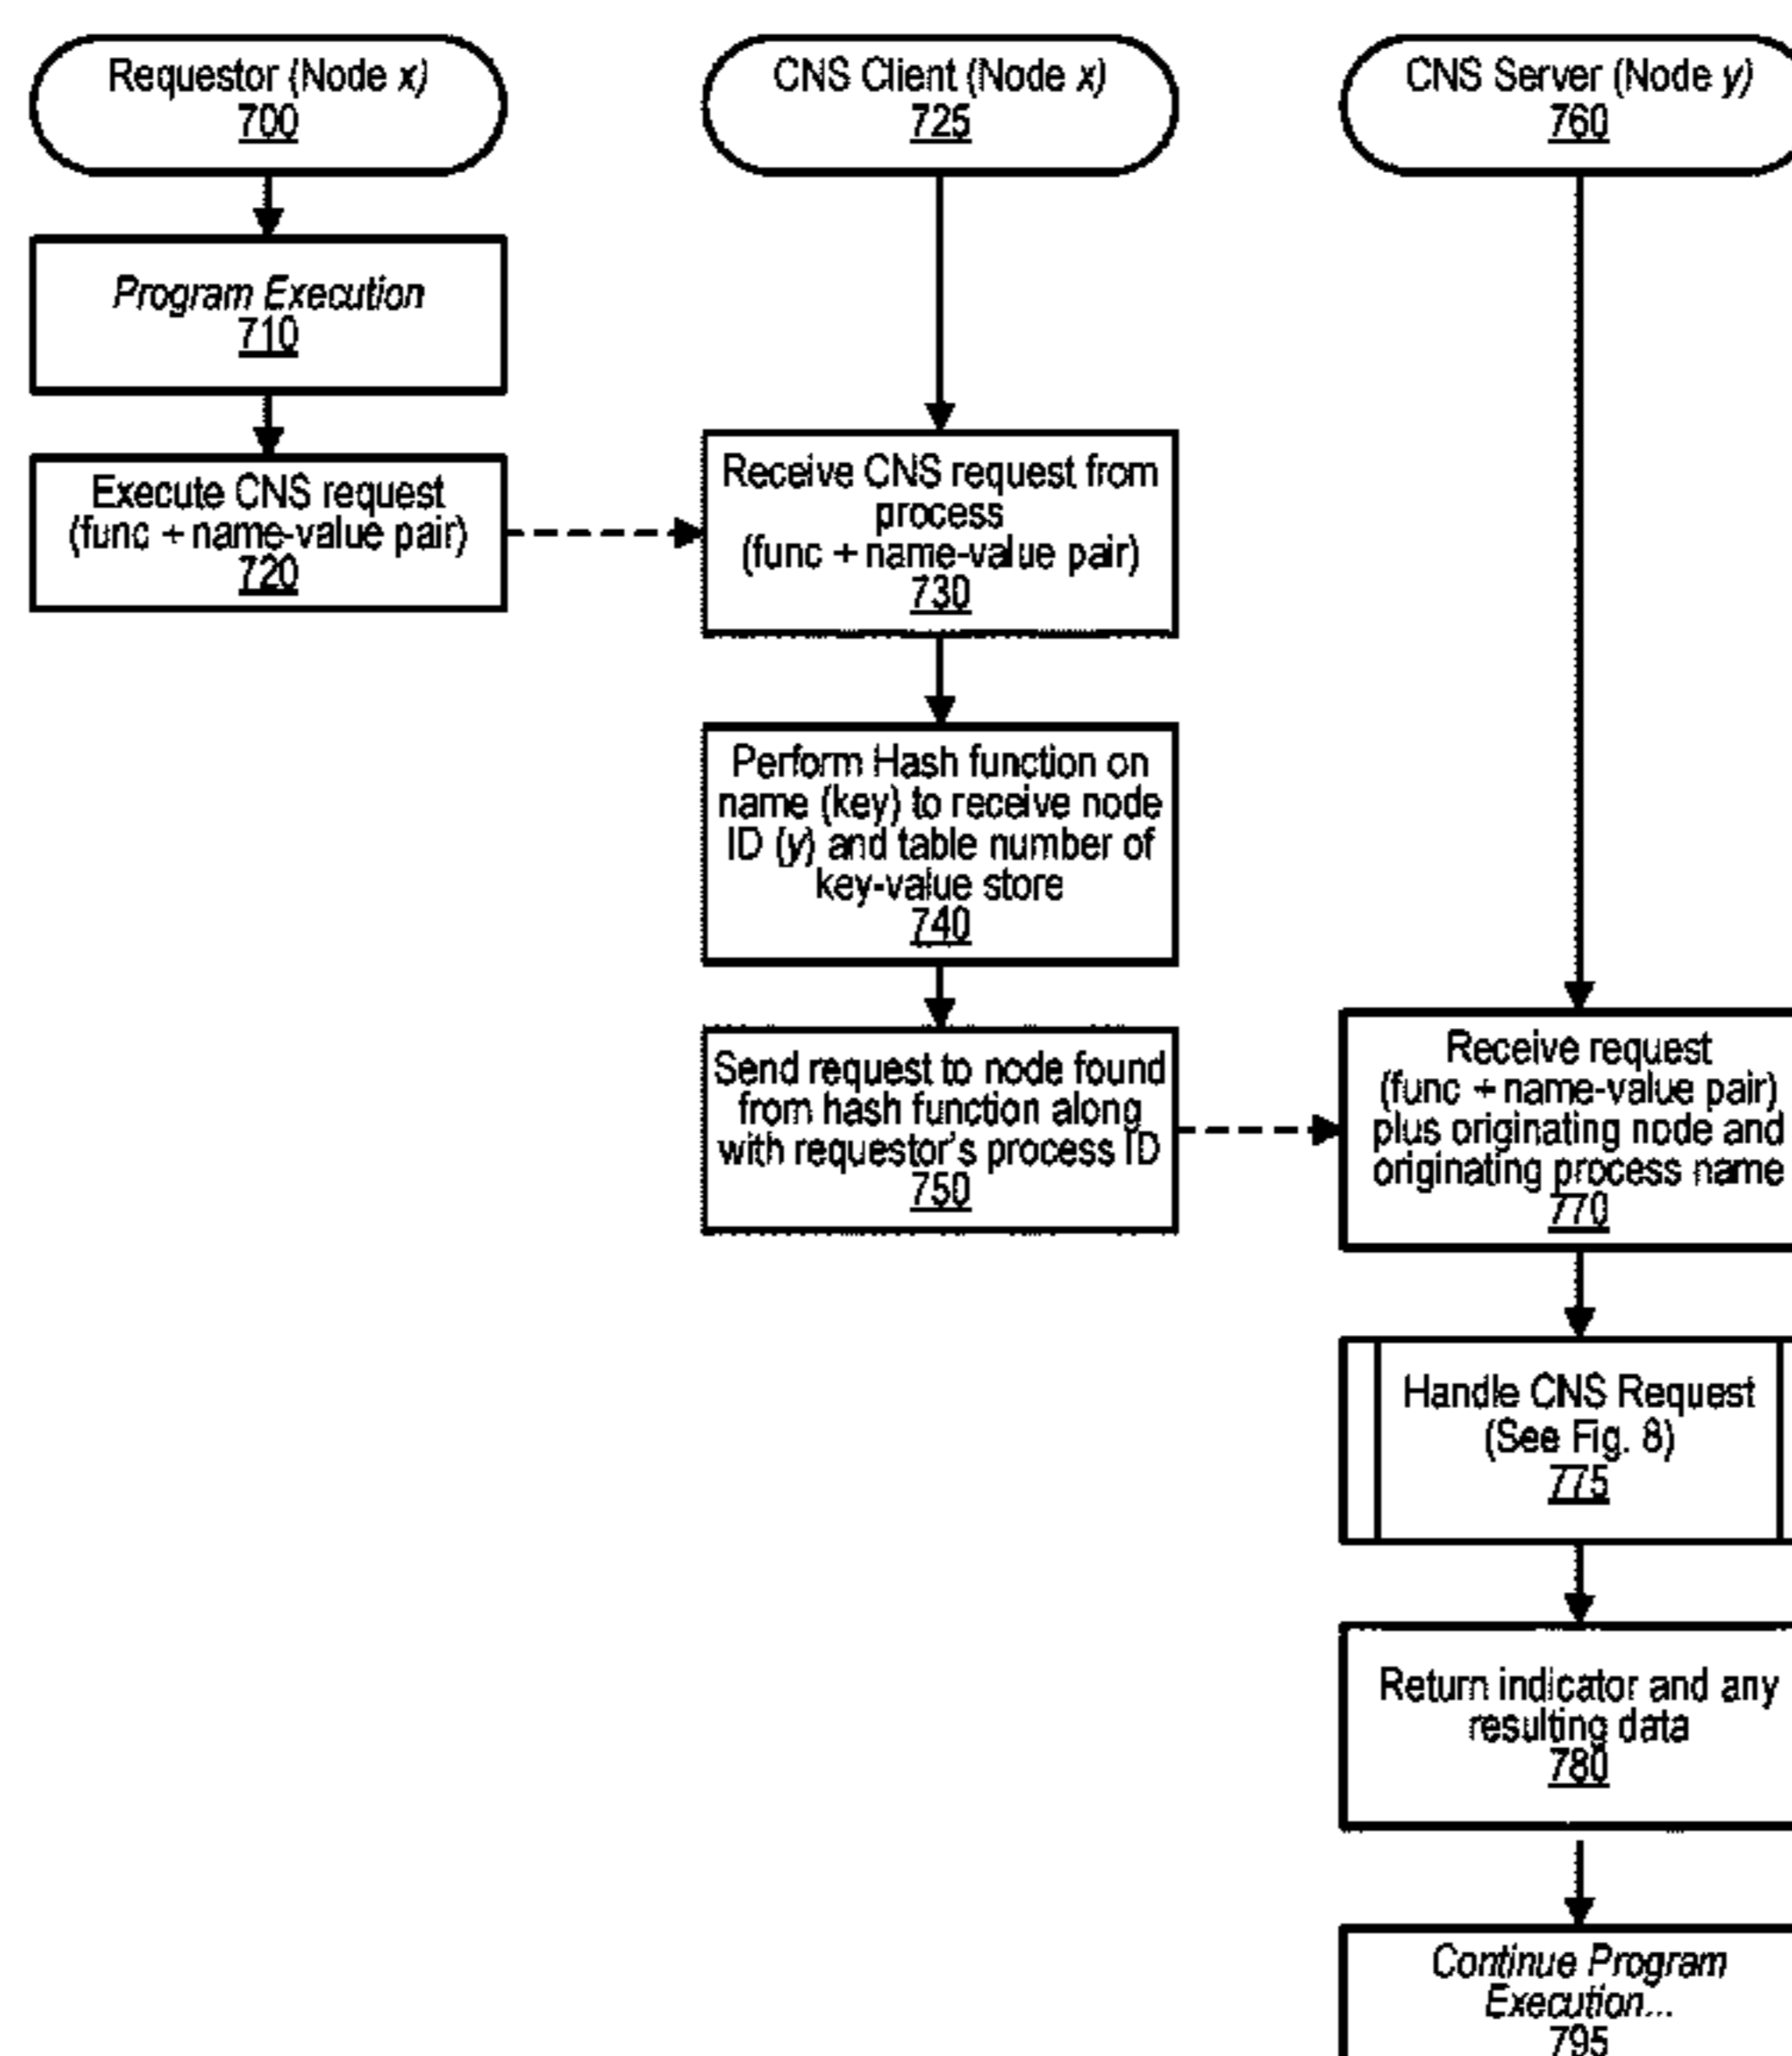 Requestor (Node x)
700
Program Execution
710
Execute CNS request
(func + name-value pair)
720
CNS Client (Node x)
725
Receive CNS request from
process
(func + name-value pair)
730
Perform Hash function on
name (key) to receive node
ID (y) and table number of
key-value store
740
Send request to node found
from hash function along
with requestor's process ID
750
CNS Server (Node y)
760
Receive request
(func + name-value pair)
plus originating node and
originating process name
770
Handle CNS Request
(See Fig. 8)
775
Return indicator and any
resulting data
780
Continue Program
Execution...
795